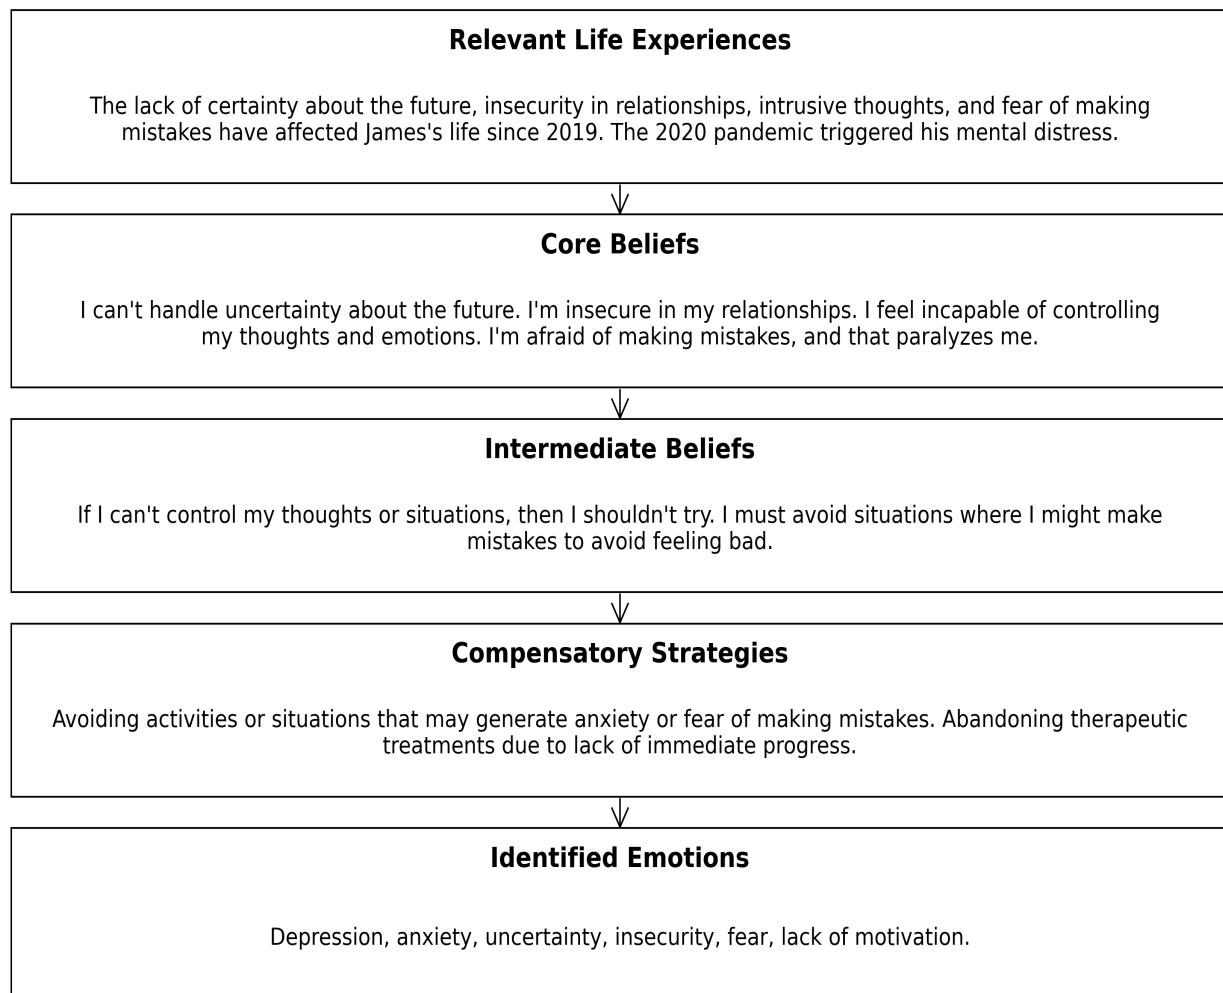 Relevant Life Experiences
The lack of certainty about the future, insecurity in relationships, intrusive thoughts, and fear of making
mistakes have affected James's life since 2019. The 2020 pandemic triggered his mental distress.
Core Beliefs
I can't handle uncertainty about the future. I'm insecure in my relationships. I feel incapable of controlling
my thoughts and emotions. I'm afraid of making mistakes, and that paralyzes me.
Intermediate Beliefs
If I can't control my thoughts or situations, then I shouldn't try. I must avoid situations where I might make
mistakes to avoid feeling bad.
Compensatory Strategies
Avoiding activities or situations that may generate anxiety or fear of making mistakes. Abandoning therapeutic
treatments due to lack of immediate progress.
Identified Emotions
Depression, anxiety, uncertainty, insecurity, fear, lack of motivation.